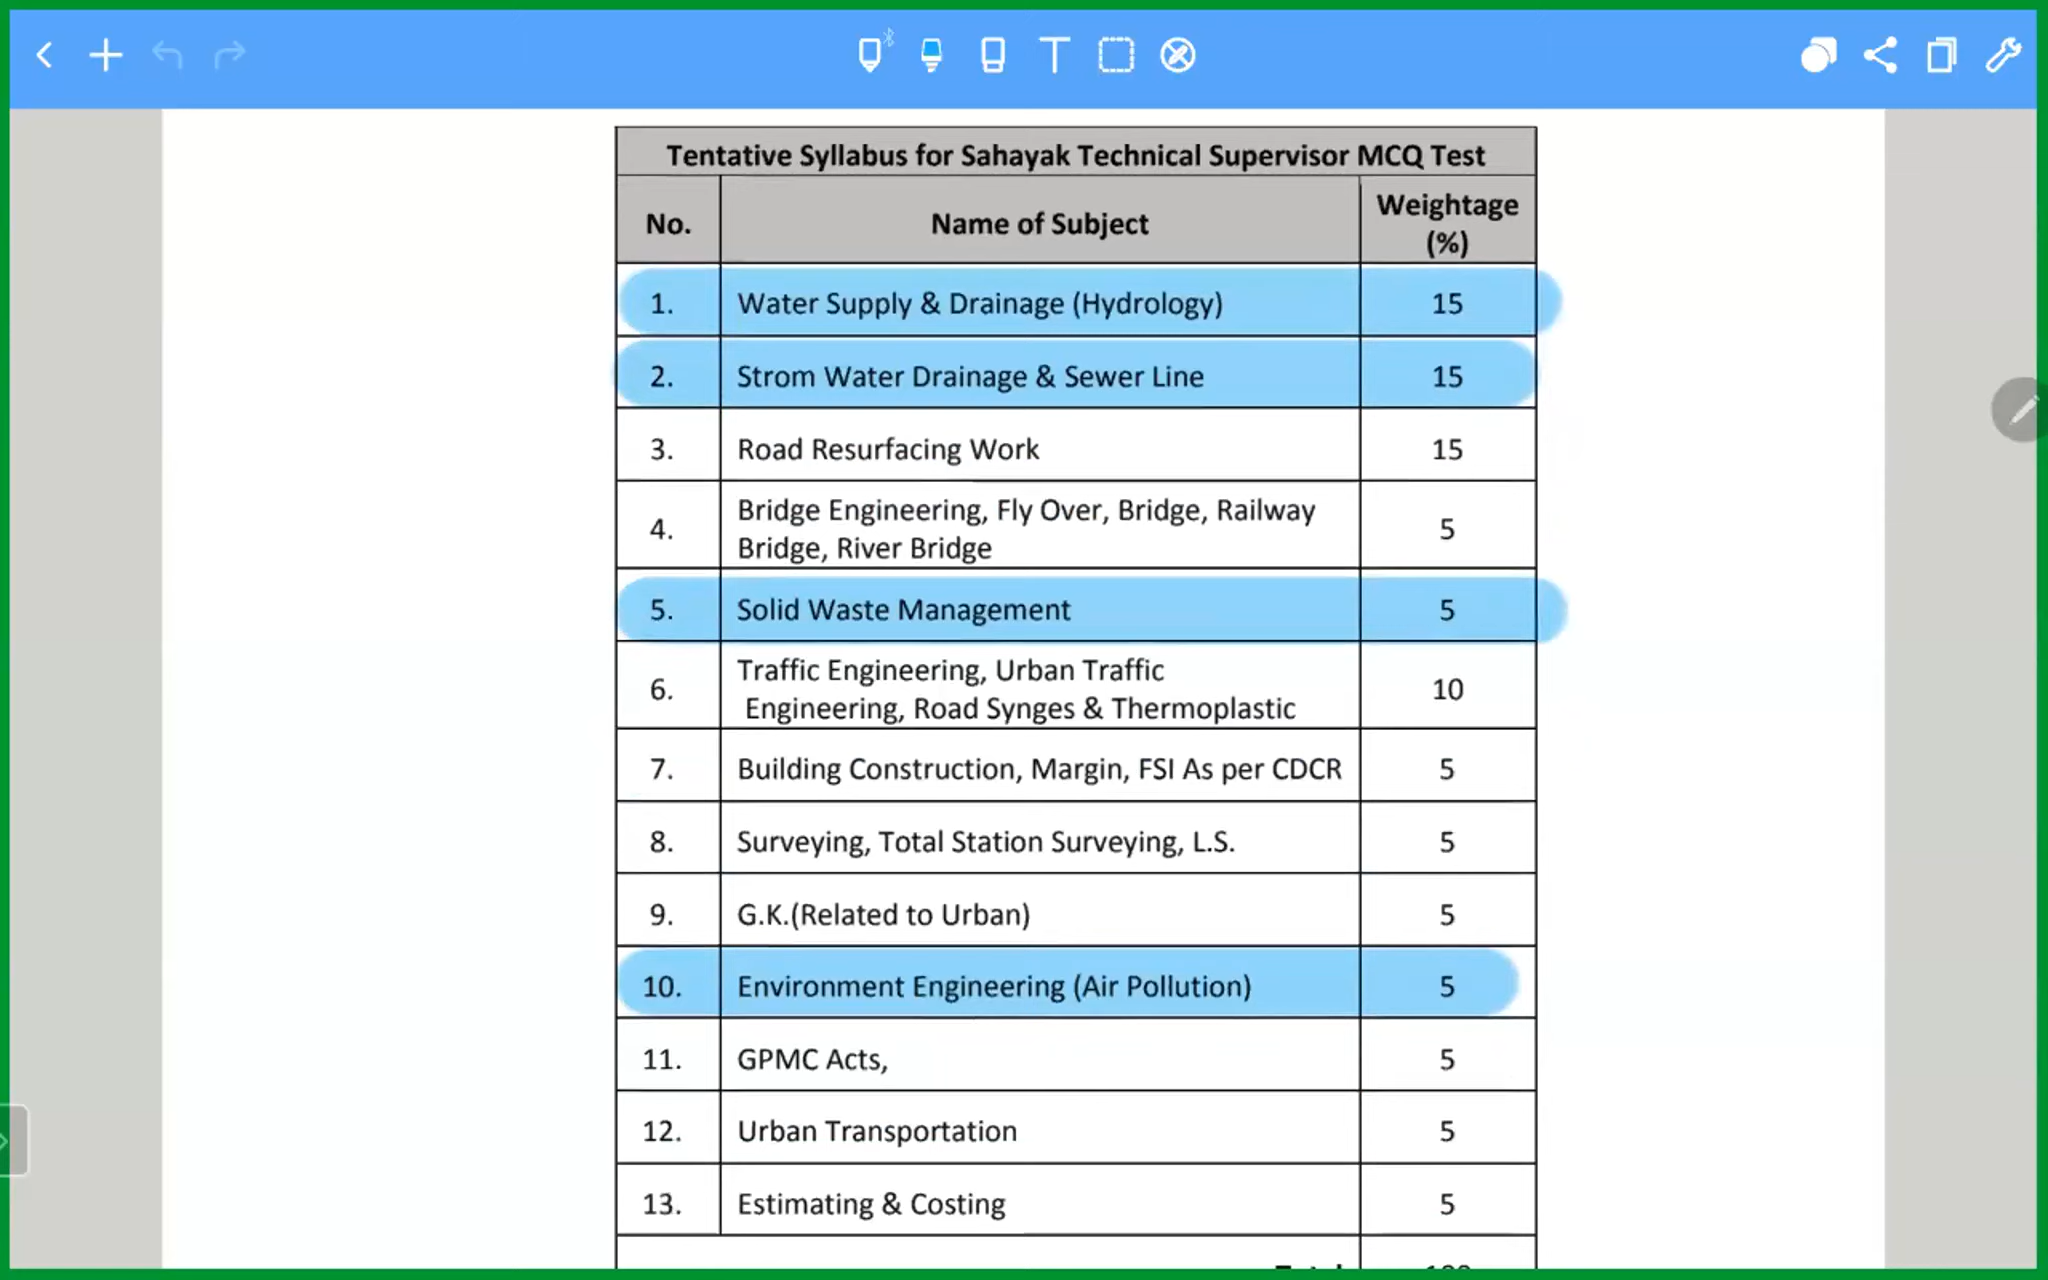 Tentative Syllabus for Sahayak Technical Supervisor MCQ Test
No. Name of Subject Weightage (%)
1. Water Supply & Drainage (Hydrology) 15
2. Strom Water Drainage & Sewer Line 15
3. Road Resurfacing Work 15
4. Bridge Engineering, Fly Over, Bridge, Railway
Bridge, River Bridge 5
5. Solid Waste Management 5
6. Traffic Engineering, Urban Traffic
Engineering, Road Synges & Thermoplastic 10
7. Building Construction, Margin, FSI As per CDCR 5
8. Surveying, Total Station Surveying, L.S. 5
9. G.K.(Related to Urban) 5
10. Environment Engineering (Air Pollution) 5
11. GPMC Acts, 5
12. Urban Transportation 5
13. Estimating & Costing 5